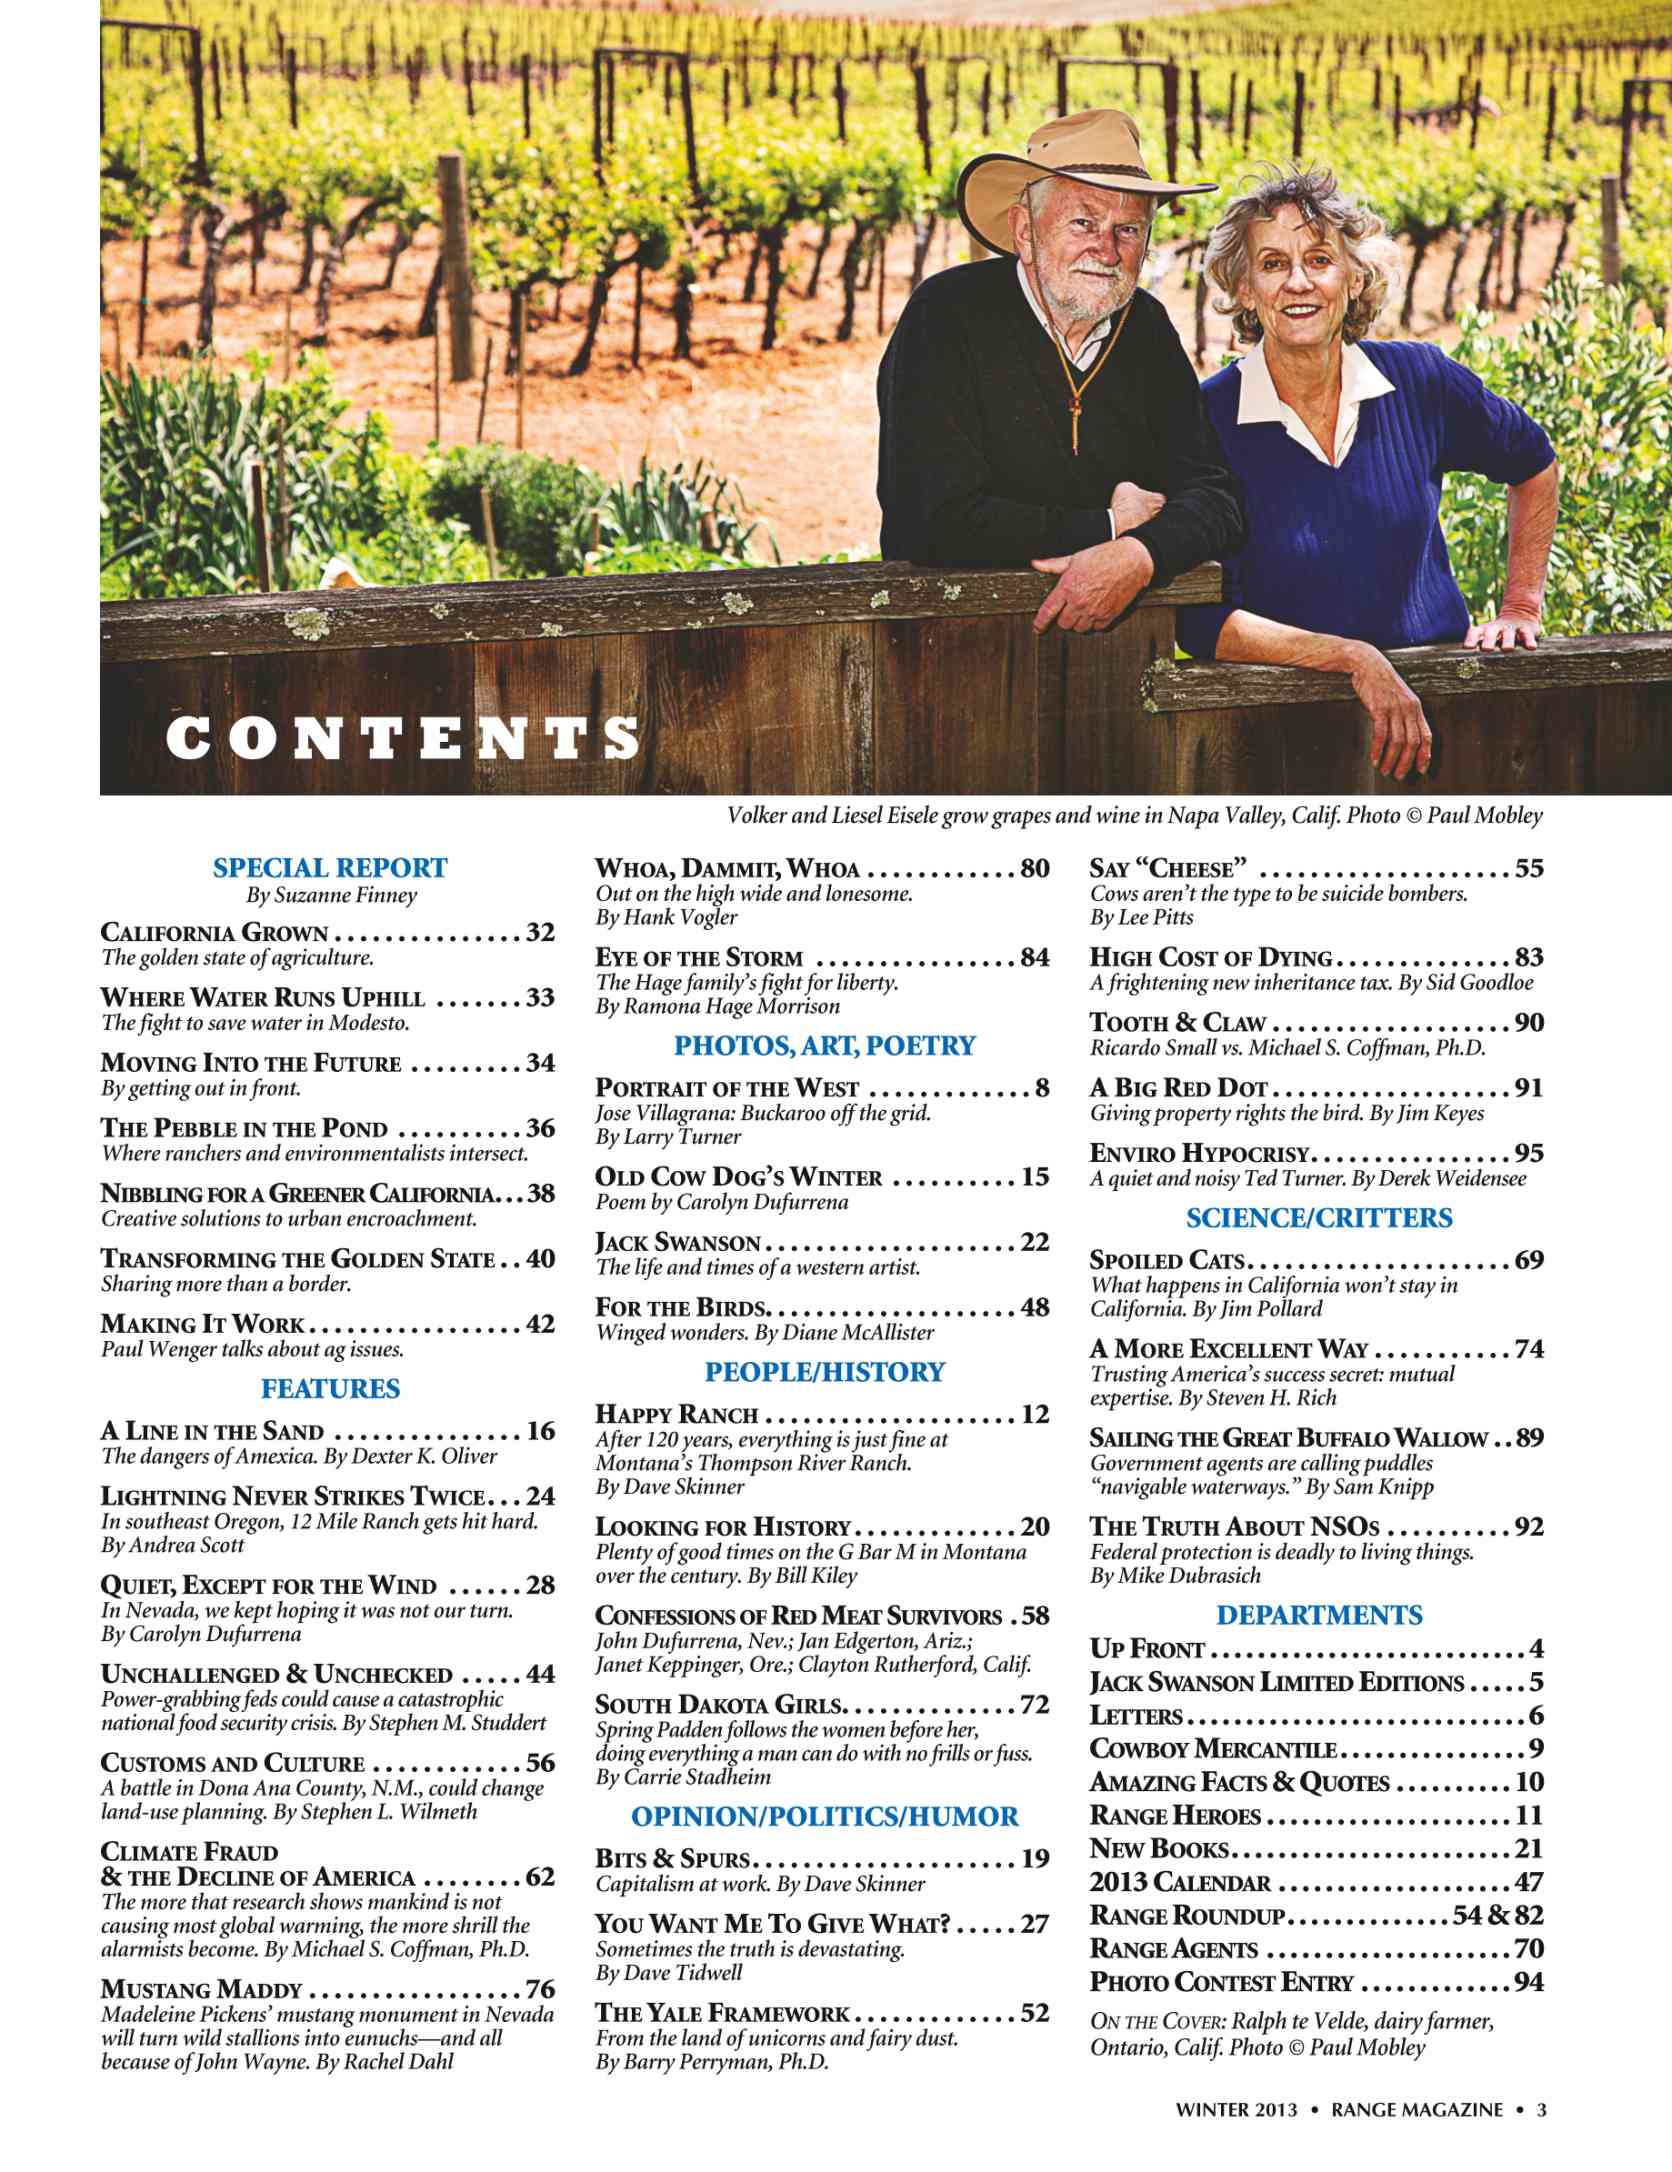 CONTENTS
Volker and Liesel Eisele grow grapes and wine in Napa Valley, Calif. Photo © Paul Mobley
SPECIAL REPORT
By Suzanne Finney
CALIFORNIA GROWN . . . . . . . . . . . . . . . 32
The golden state of agriculture.
WHERE WATER RUNS UPHILL . . . . . . . 33
The fight to save water in Modesto.
MOVING INTO THE FUTURE . . . . . . . . . 34
By getting out in front.
THE PEBBLE IN THE POND . . . . . . . . . . 36
Where ranchers and environmentalists intersect.
NIBBLING FOR A GREENER CALIFORNIA. . . 38
Creative solutions to urban encroachment.
TRANSFORMING THE GOLDEN STATE . . 40
Sharing more than a border.
MAKING IT WORK . . . . . . . . . . . . . . . . . 42
Paul Wenger talks about ag issues.
FEATURES
A LINE IN THE SAND . . . . . . . . . . . . . . . 16
The dangers of Amexica. By Dexter K. Oliver
LIGHTNING NEVER STRIKES TWICE . . . 24
In southeast Oregon, 12 Mile Ranch gets hit hard.
By Andrea Scott
QUIET, EXCEPT FOR THE WIND . . . . . . 28
In Nevada, we kept hoping it was not our turn.
By Carolyn Dufurrena
UNCHALLENGED & UNCHECKED . . . . . 44
Power-grabbing feds could cause a catastrophic
national food security crisis. By Stephen M. Studdert
CUSTOMS AND CULTURE . . . . . . . . . . . . 56
A battle in Dona Ana County, N.M., could change
land-use planning. By Stephen L. Wilmeth
CLIMATE FRAUD
& THE DECLINE OF AMERICA . . . . . . . . 62
The more that research shows mankind is not
causing most global warming, the more shrill the
alarmists become. By Michael S. Coffman, Ph.D.
MUSTANG MADDY . . . . . . . . . . . . . . . . . 76
Madeleine Pickens' mustang monument in Nevada
will turn wild stallions into eunuchs—and all
because of John Wayne. By Rachel Dahl
WHOA, DAMMIT, WHOA . . . . . . . . . . . . 80
Out on the high wide and lonesome.
By Hank Vogler
EYE OF THE STORM . . . . . . . . . . . . . . . . 84
The Hage family's fight for liberty.
By Ramona Hage Morrison
PHOTOS, ART, POETRY
PORTRAIT OF THE WEST . . . . . . . . . . . . . 8
Jose Villagrana: Buckaroo off the grid.
By Larry Turner
OLD COW DOG'S WINTER . . . . . . . . . . 15
Poem by Carolyn Dufurrena
JACK SWANSON . . . . . . . . . . . . . . . . . . . . 22
The life and times of a western artist.
FOR THE BIRDS. . . . . . . . . . . . . . . . . . . . 48
Winged wonders. By Diane McAllister
PEOPLE/HISTORY
HAPPY RANCH . . . . . . . . . . . . . . . . . . . . 12
After 120 years, everything is just fine at
Montana's Thompson River Ranch.
By Dave Skinner
LOOKING FOR HISTORY . . . . . . . . . . . . . 20
Plenty of good times on the G Bar M in Montana
over the century. By Bill Kiley
CONFESSIONS OF RED MEAT SURVIVORS . 58
John Dufurrena, Nev.; Jan Edgerton, Ariz.;
Janet Keppinger, Ore.; Clayton Rutherford, Calif.
SOUTH DAKOTA GIRLS. . . . . . . . . . . . . . 72
Spring Padden follows the women before her,
doing everything a man can do with no frills or fuss.
By Carrie Stadheim
OPINION/POLITICS/HUMOR
BITS & SPURS. . . . . . . . . . . . . . . . . . . . . 19
Capitalism at work. By Dave Skinner
YOU WANT ME TO GIVE WHAT? . . . . . 27
Sometimes the truth is devastating.
By Dave Tidwell
THE YALE FRAMEWORK . . . . . . . . . . . . . 52
From the land of unicorns and fairy dust.
By Barry Perryman, Ph.D.
SAY “CHEESE” . . . . . . . . . . . . . . . . . . . . 55
Cows aren't the type to be suicide bombers.
By Lee Pitts
HIGH COST OF DYING . . . . . . . . . . . . . . 83
A frightening new inheritance tax. By Sid Goodloe
TOOTH & CLAW . . . . . . . . . . . . . . . . . . . 90
Ricardo Small vs. Michael S. Coffman, Ph.D.
A BIG RED DOT . . . . . . . . . . . . . . . . . . . 91
Giving property rights the bird. By Jim Keyes
ENVIRO HYPOCRISY . . . . . . . . . . . . . . . . 95
A quiet and noisy Ted Turner. By Derek Weidensee
SCIENCE/CRITTERS
SPOILED CATS. . . . . . . . . . . . . . . . . . . . . 69
What happens in California won't stay in
California. By Jim Pollard
A MORE EXCELLENT WAY . . . . . . . . . . . 74
Trusting America's success secret: mutual
expertise. By Steven H. Rich
SAILING THE GREAT BUFFALO WALLOW . . 89
Government agents are calling puddles
“navigable waterways.” By Sam Knipp
THE TRUTH ABOUT NSOS . . . . . . . . . . 92
Federal protection is deadly to living things.
By Mike Dubrasich
DEPARTMENTS
UP FRONT . . . . . . . . . . . . . . . . . . . . . . . . . . . 4
JACK SWANSON LIMITED EDITIONS . . . . . 5
LETTERS . . . . . . . . . . . . . . . . . . . . . . . . . . . . . 6
COWBOY MERCANTILE . . . . . . . . . . . . . . . . 9
AMAZING FACTS & QUOTES . . . . . . . . . . 10
RANGE HEROES . . . . . . . . . . . . . . . . . . . . . 11
NEW BOOKS . . . . . . . . . . . . . . . . . . . . . . . . 21
2013 CALENDAR . . . . . . . . . . . . . . . . . . . . 47
RANGE ROUNDUP . . . . . . . . . . . . . . 54 & 82
RANGE AGENTS . . . . . . . . . . . . . . . . . . . . . 70
PHOTO CONTEST ENTRY . . . . . . . . . . . . . 94
ON THE COVER: Ralph te Velde, dairy farmer,
Ontario, Calif. Photo © Paul Mobley
WINTER 2013 • RANGE MAGAZINE • 3